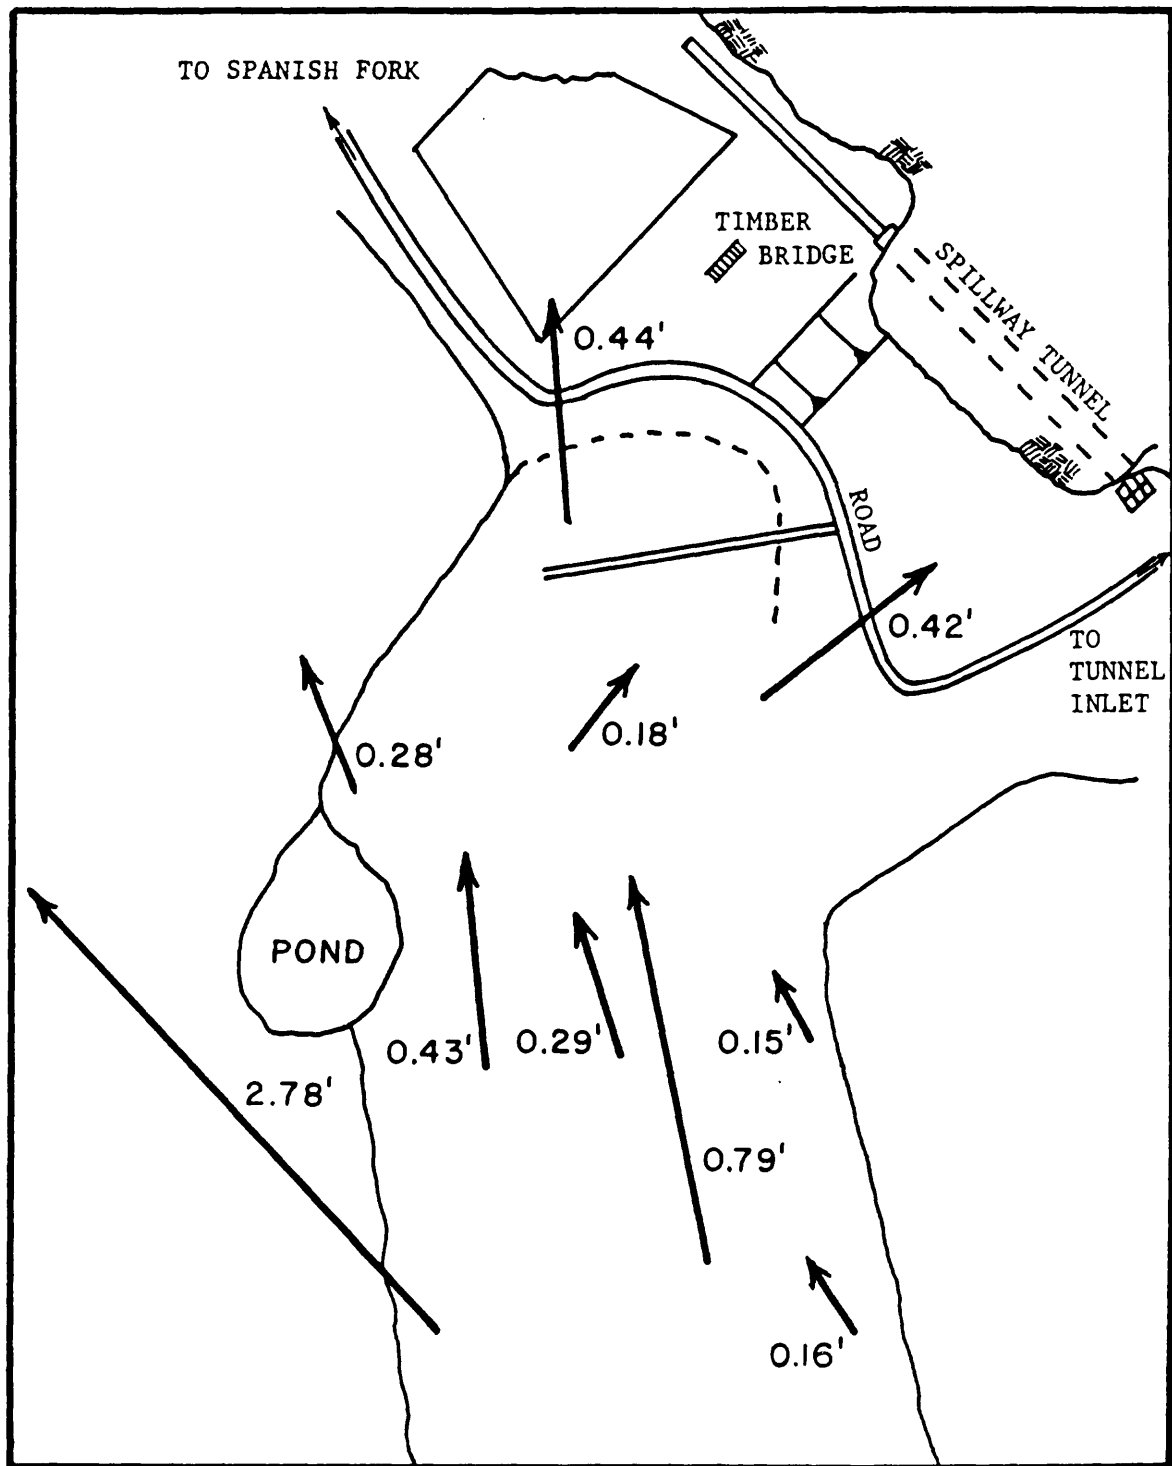 TO SPANISH FORK
TIMBER
BRIDGE
SPILLWAY TUNNEL
0.44'
ROAD
0.42'
TO
TUNNEL
INLET
0.18'
0.28'
POND
0.43'
0.29'
0.15'
2.78'
0.79'
0.16'